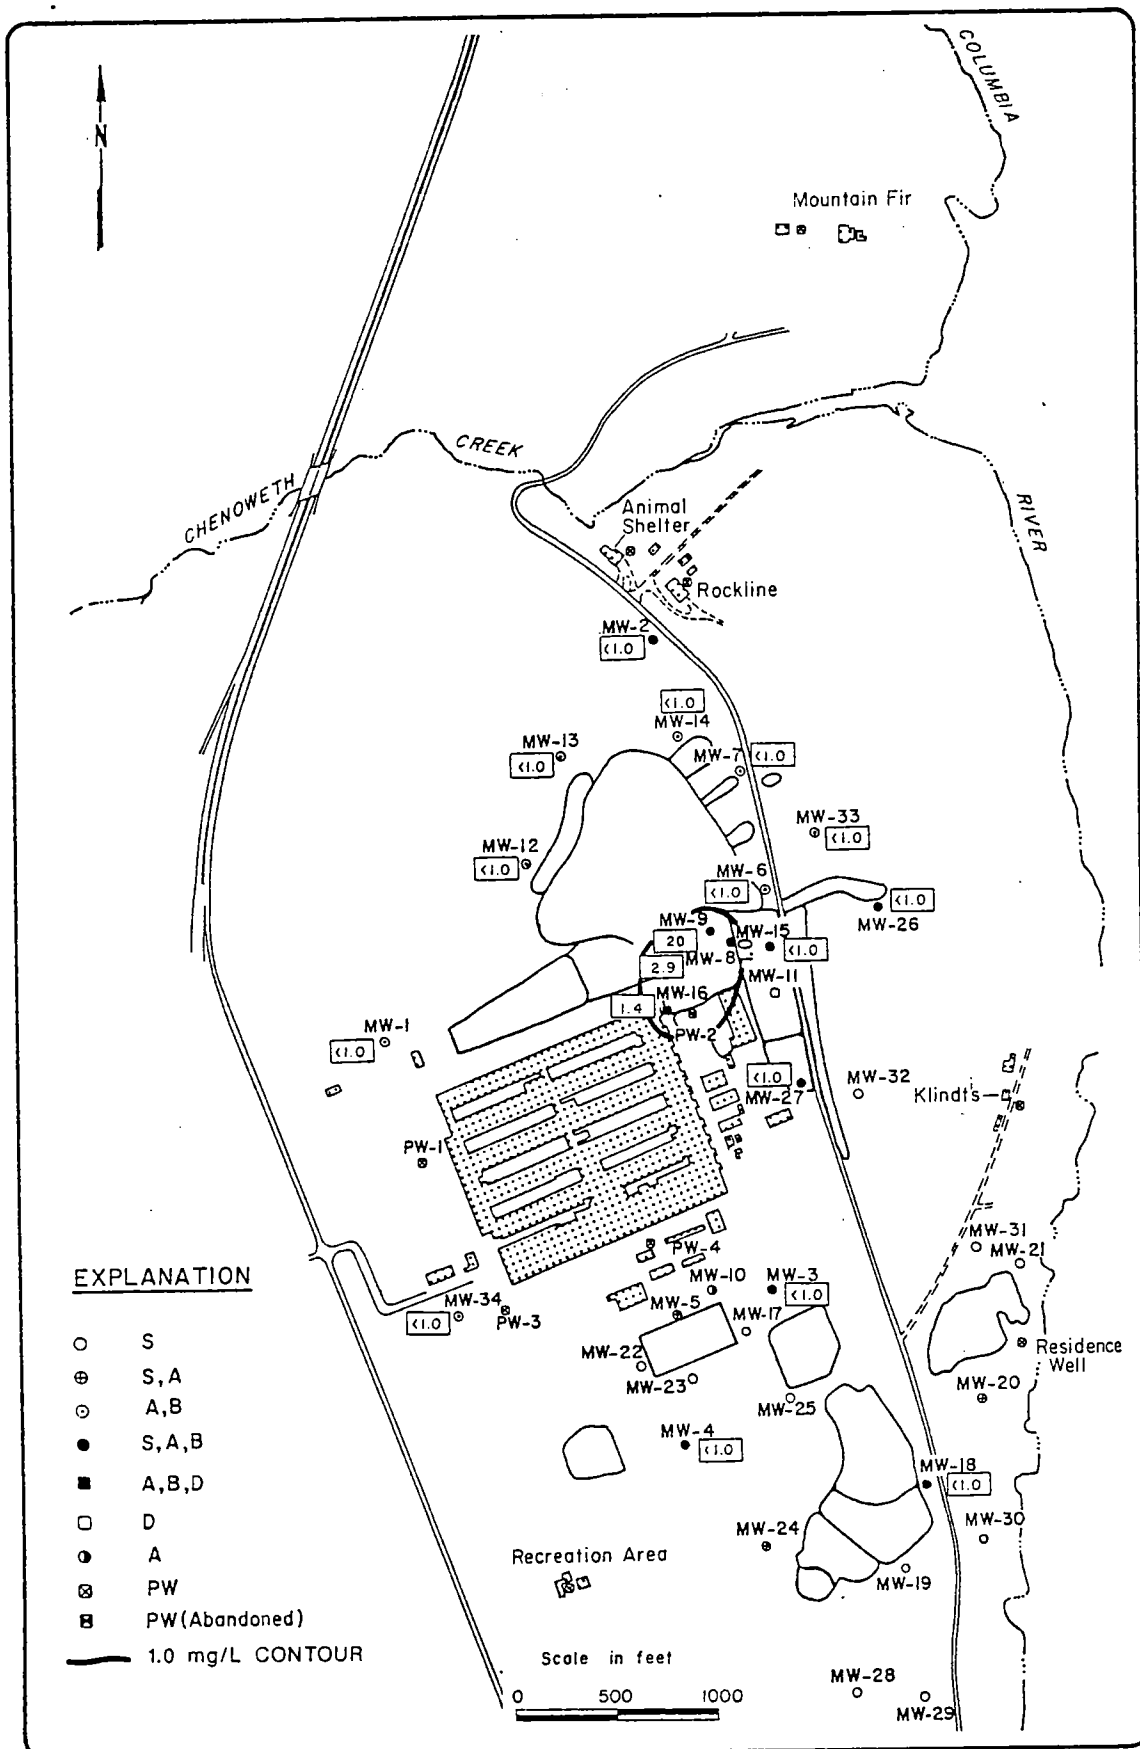 COLUMBIA
N
Mountain Fir
CREEK
CHENOWETH
RIVER
Animal
Shelter
Rockline
MW-2
<1.0
<1.0
MW-14
MW-13
<1.0
MW-7
<1.0
MW-33
<1.0
MW-12
<1.0
MW-6
<1.0
<1.0
MW-26
MW-9
20
MW-15
<1.0
MW-8
2.9
MW-11
MW-16
1.4
PW-2
MW-1
<1.0
<1.0
MW-27
MW-32
Klindt's
PW-1
MW-31
MW-21
PW-4
MW-10
MW-3
<1.0
MW-34
<1.0
PW-3
MW-5
MW-17
MW-22
MW-23
MW-25
Residence
Well
MW-20
MW-4
<1.0
MW-18
<1.0
MW-30
MW-24
MW-19
Recreation Area
MW-28
MW-29
EXPLANATION
S
S,A
A,B
S,A,B
A,B,D
D
A
PW
PW(Abandoned)
1.0 mg/L CONTOUR
Scale in feet
0 500 1000